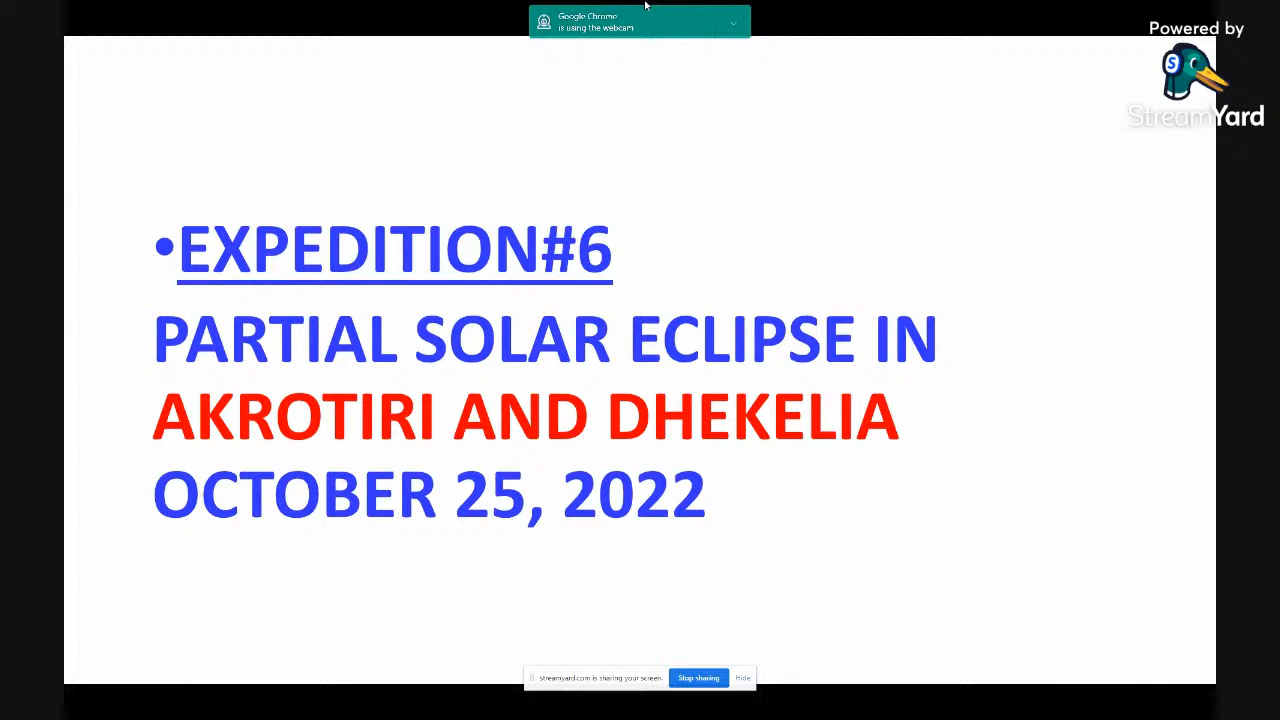 Google Chrome
is using the webcam
Powered by
S
StreamYard
•EXPEDITION#6
PARTIAL SOLAR ECLIPSE IN
AKROTIRI AND DHEKELIA
OCTOBER 25, 2022
streamyard.com is sharing your screen.
Stop sharing
Hide